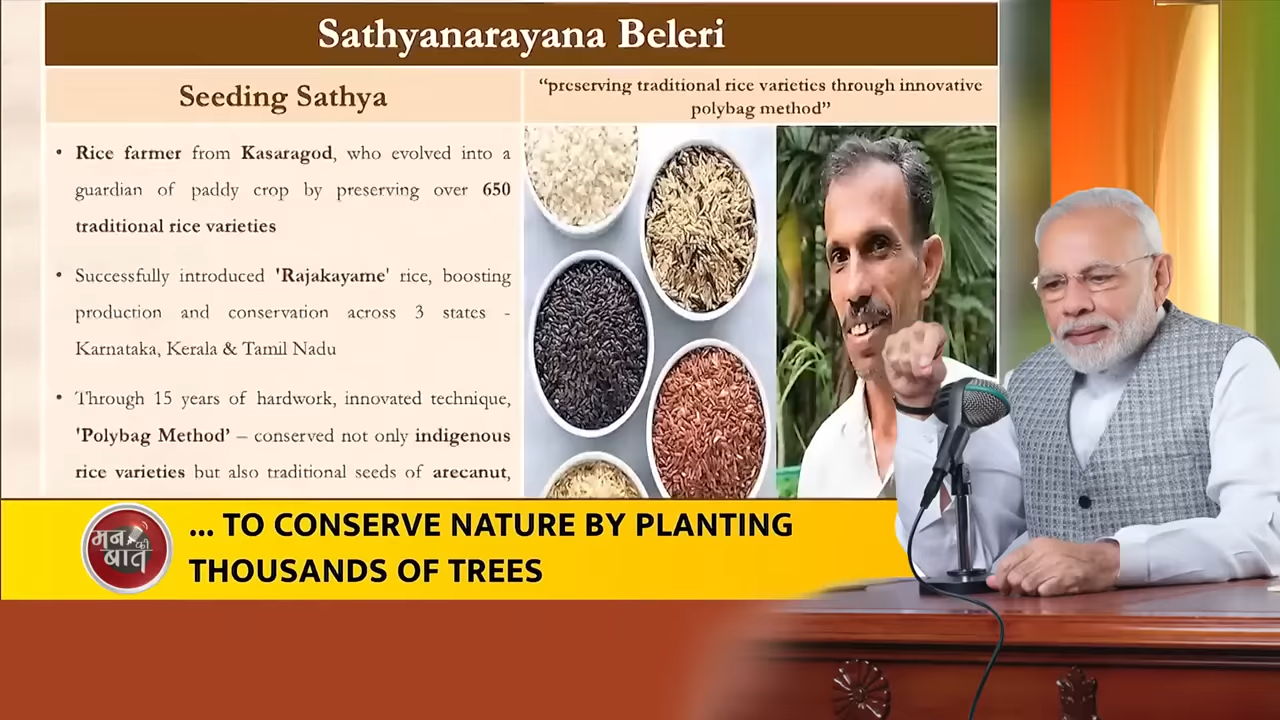 Sathyanarayana Beleri
Seeding Sathya
"preserving traditional rice varieties through innovative
polybag method"
• Rice farmer from Kasaragod, who evolved into a
guardian of paddy crop by preserving over 650
traditional rice varieties
• Successfully introduced 'Rajakayame' rice, boosting
production and conservation across 3 states -
Karnataka, Kerala & Tamil Nadu
• Through 15 years of hardwork, innovated technique,
'Polybag Method' – conserved not only indigenous
rice varieties but also traditional seeds of arecanut,
मन की
बात
... TO CONSERVE NATURE BY PLANTING
THOUSANDS OF TREES